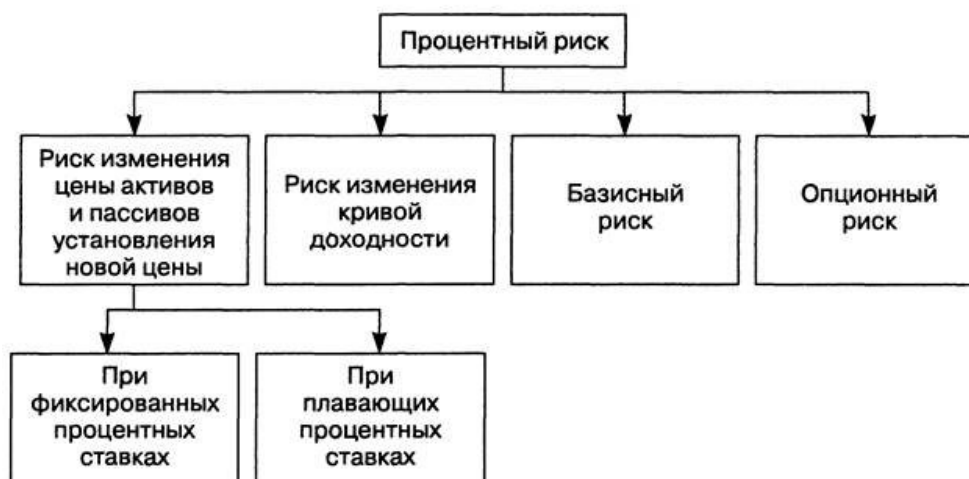 Процентный риск
Риск изменения
цены активов
и пассивов
установления
новой цены
Риск изменения
кривой
доходности
Базисный
риск
Опционный
риск
При
фиксированных
процентных
ставках
При
плавающих
процентных
ставках